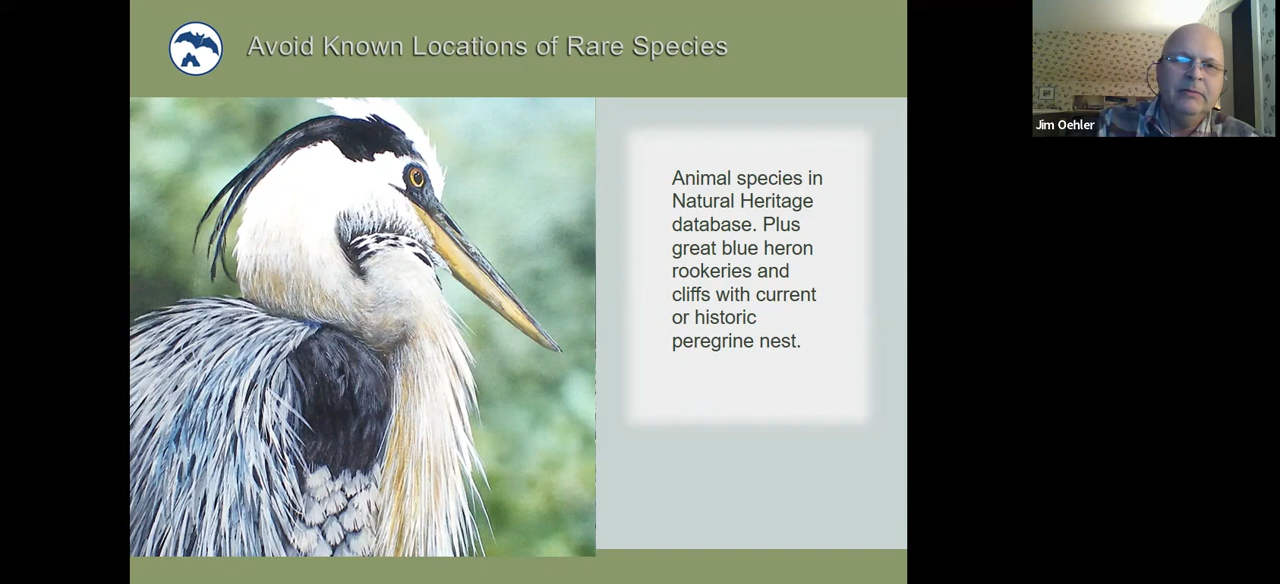 Avoid Known Locations of Rare Species
Animal species in
Natural Heritage
database. Plus
great blue heron
rookeries and
cliffs with current
or historic
peregrine nest.
Jim Oehler